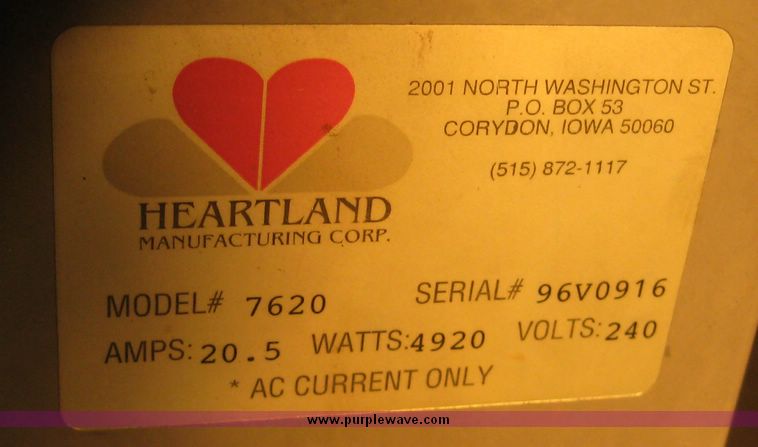 2001 NORTH WASHINGTON ST.
P.O. BOX 53
CORYDON, IOWA 50060
(515) 872-1117
HEARTLAND
MANUFACTURING CORP.
MODEL# 7620 SERIAL# 96V0916
AMPS: 20.5 WATTS: 4920 VOLTS: 240
* AC CURRENT ONLY
www.purplewave.com